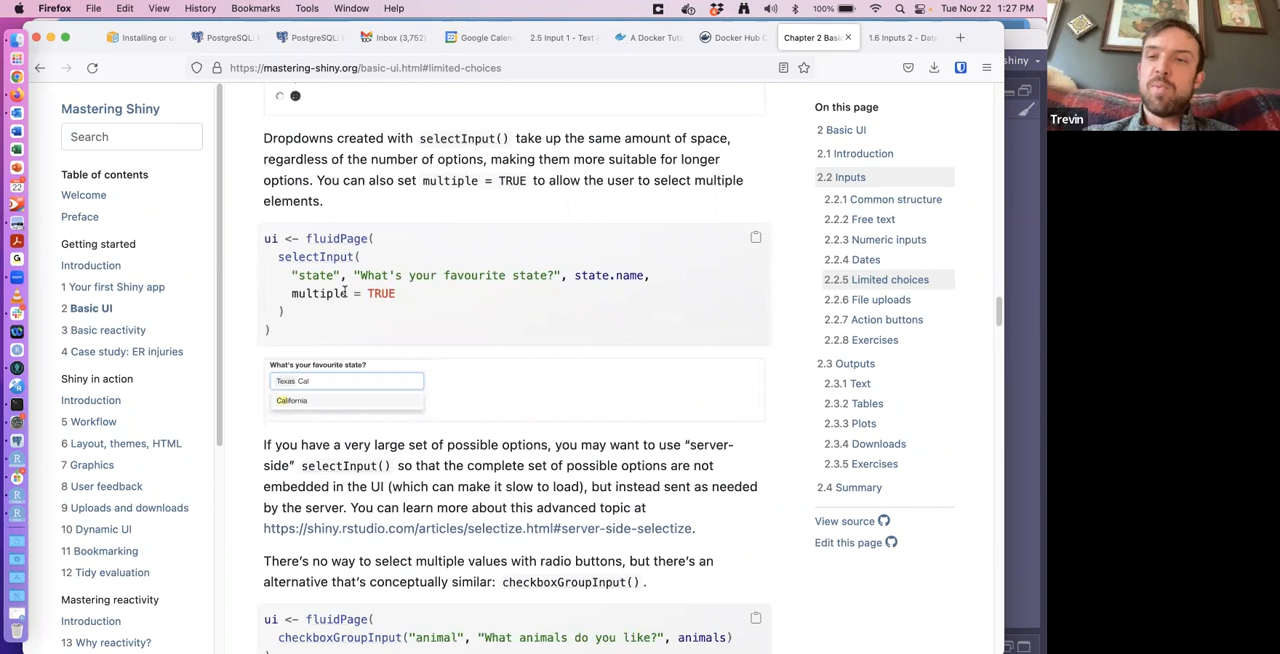 Firefox File Edit View History Bookmarks Tools Window Help
100% Tue Nov 22 1:27 PM
Installing or u
PostgreSQL:
PostgreSQL:
Inbox (3,752)
Google Cale
2.5 Input 1 - Text
A Docker Tut
Docker Hub
Chapter 2 Basi
1.6 Inputs 2 - Da
https://mastering-shiny.org/basic-ui.html#limited-choices
shiny
Trevin
Mastering Shiny
Search
Table of contents
Welcome
Preface
Getting started
Introduction
1 Your first Shiny app
2 Basic UI
3 Basic reactivity
4 Case study: ER injuries
Shiny in action
Introduction
5 Workflow
6 Layout, themes, HTML
7 Graphics
8 User feedback
9 Uploads and downloads
10 Dynamic UI
11 Bookmarking
12 Tidy evaluation
Mastering reactivity
Introduction
13 Why reactivity?
Dropdowns created with selectInput() take up the same amount of space,
regardless of the number of options, making them more suitable for longer
options. You can also set multiple = TRUE to allow the user to select multiple
elements.
ui <- fluidPage(
selectInput(
"state", "What's your favourite state?", state.name,
multiple = TRUE
)
)
What's your favourite state?
Texas Cal
California
If you have a very large set of possible options, you may want to use “server-
side” selectInput() so that the complete set of possible options are not
embedded in the UI (which can make it slow to load), but instead sent as needed
by the server. You can learn more about this advanced topic at
https://shiny.rstudio.com/articles/selectize.html#server-side-selectize.
There’s no way to select multiple values with radio buttons, but there’s an
alternative that’s conceptually similar: checkboxGroupInput().
ui <- fluidPage(
checkboxGroupInput("animal", "What animals do you like?", animals)
On this page
2 Basic UI
2.1 Introduction
2.2 Inputs
2.2.1 Common structure
2.2.2 Free text
2.2.3 Numeric inputs
2.2.4 Dates
2.2.5 Limited choices
2.2.6 File uploads
2.2.7 Action buttons
2.2.8 Exercises
2.3 Outputs
2.3.1 Text
2.3.2 Tables
2.3.3 Plots
2.3.4 Downloads
2.3.5 Exercises
2.4 Summary
View source
Edit this page